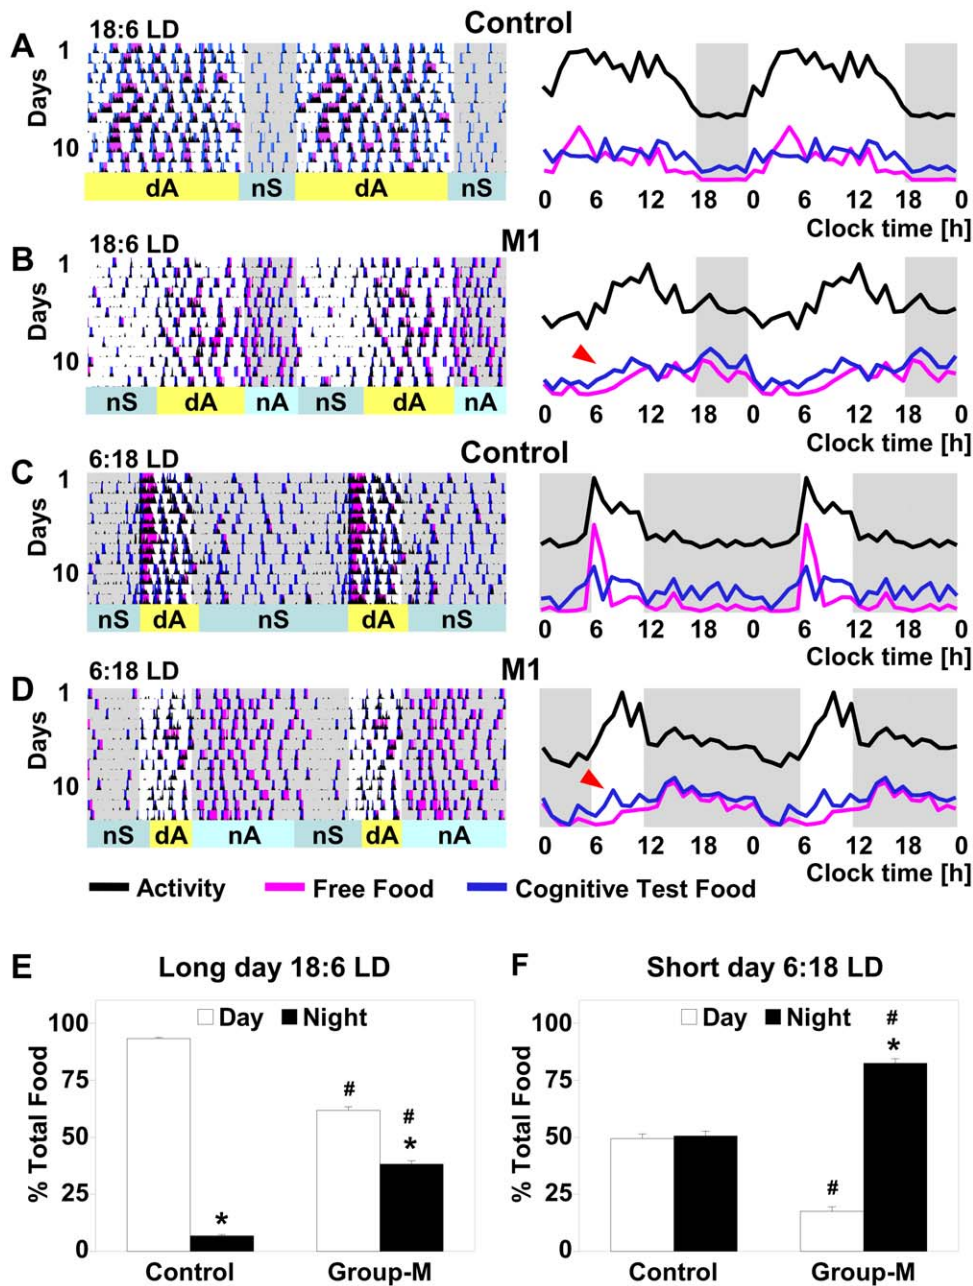 Control
A 18:6 LD
1
Days
10
dA nS dA nS
0 6 12 18 0 6 12 18 0
Clock time [h]
M1
B 18:6 LD
1
Days
10
nS dA nA nS dA nA
0 6 12 18 0 6 12 18 0
Clock time [h]
Control
C 6:18 LD
1
Days
10
nS dA nS dA nS
0 6 12 18 0 6 12 18 0
Clock time [h]
M1
D 6:18 LD
1
Days
10
nS dA nA nS dA nA
0 6 12 18 0 6 12 18 0
Clock time [h]
Activity Free Food Cognitive Test Food
E Long day 18:6 LD
% Total Food
100
75
50
25
0
Day Night
*
#
#
*
Control Group-M
F Short day 6:18 LD
% Total Food
100
75
50
25
0
Day Night
#
#
*
Control Group-M